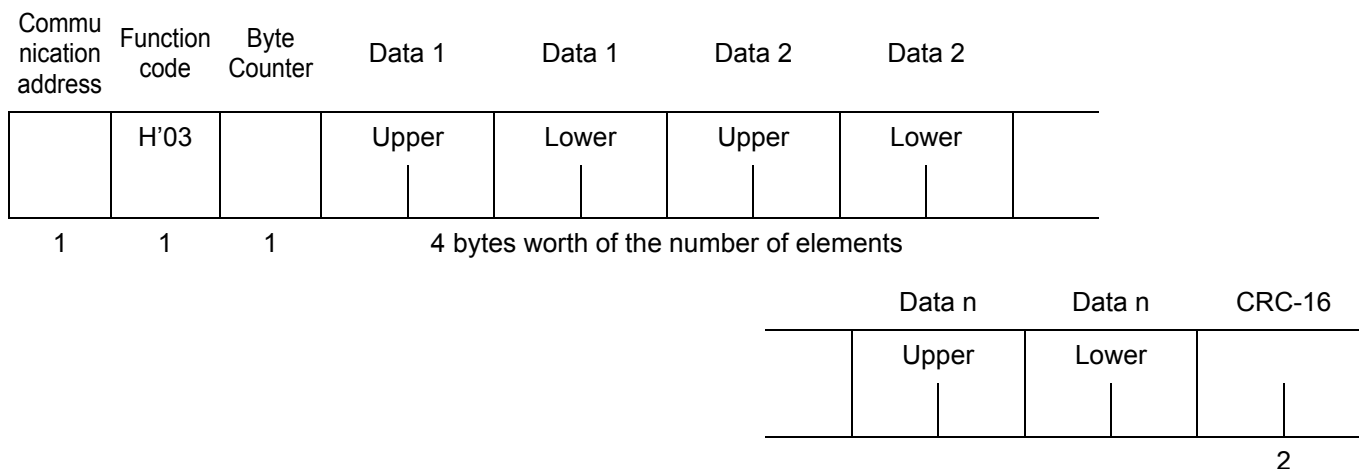 Commu
nication
address
Function
code
Byte
Counter
Data 1
Data 1
Data 2
Data 2
H'03
Upper
Lower
Upper
Lower
1
1
1
4 bytes worth of the number of elements
Data n
Data n
CRC-16
Upper
Lower
2